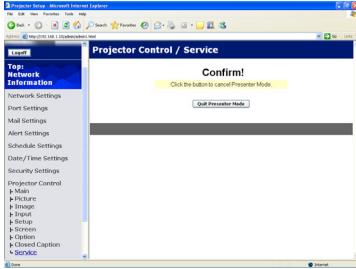 Projector Setup - Microsoft Internet Explorer
File Edit View Favorites Tools Help
Back Search Favorites
Address Go Links
Logoff
Projector Control / Service
Top:
Network
Information
Network Settings
Port Settings
Mail Settings
Alert Settings
Schedule Settings
Date/Time Settings
Security Settings
Projector Control
Main
Picture
Image
Input
Setup
Screen
Option
Closed Caption
Service
Confirm!
Click the button to cancel Presenter Mode.
Quit Presenter Mode
Done
Internet